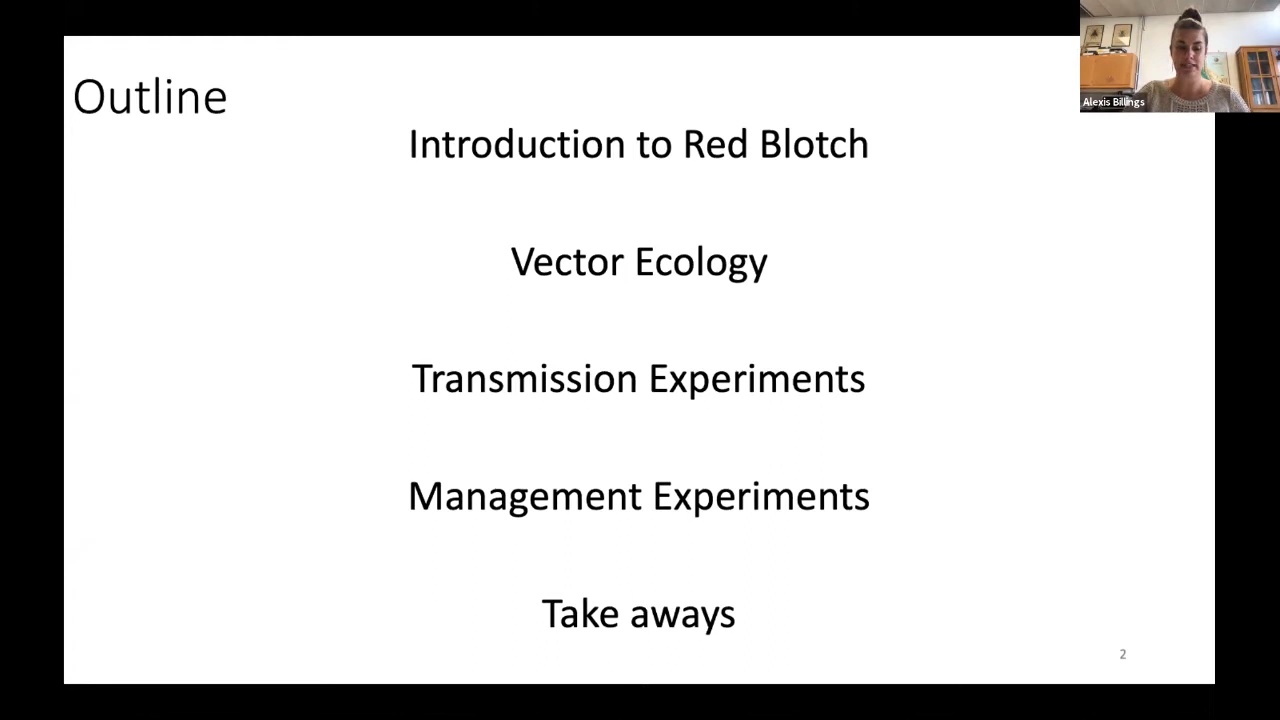 Outline
Introduction to Red Blotch
Vector Ecology
Transmission Experiments
Management Experiments
Take aways
2
Alexis Billings